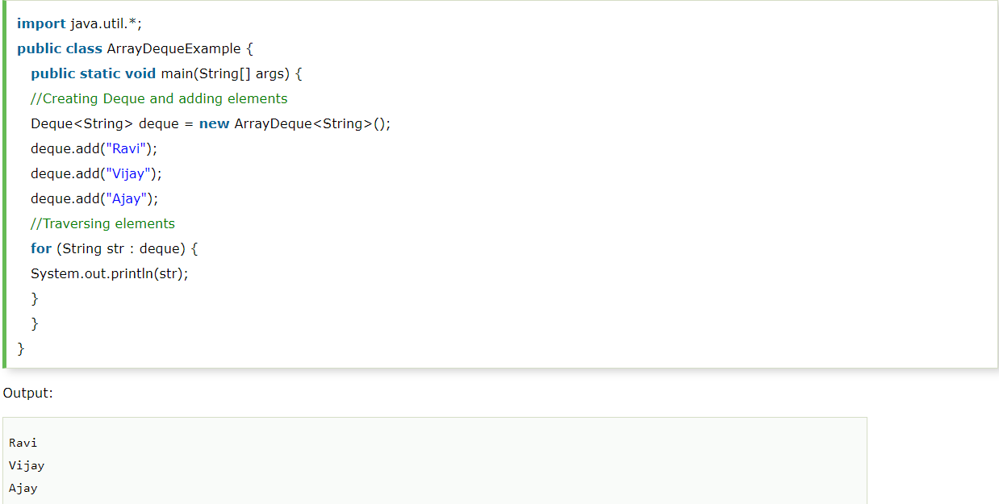 import java.util.*;
public class ArrayDequeExample {
public static void main(String[] args) {
//Creating Deque and adding elements
Deque<String> deque = new ArrayDeque<String>();
deque.add("Ravi");
deque.add("Vijay");
deque.add("Ajay");
//Traversing elements
for (String str : deque) {
System.out.println(str);
}
}
}
Output:
Ravi
Vijay
Ajay